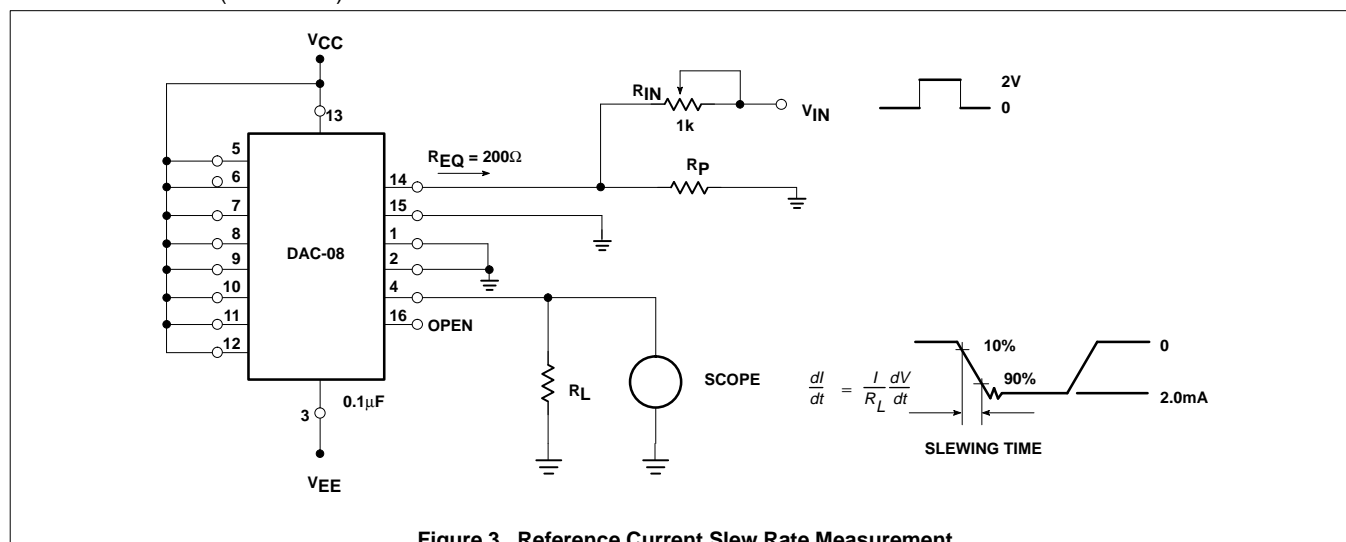 VCC
13
5
6
7
8
9
10
11
12
DAC-08
14
15
1
2
4
16
OPEN
3
0.1μF
VEE
REQ = 200Ω
RIN
1k
VIN
RP
2V
0
RL
SCOPE
dI/dt = I/RL dV/dt
10%
90%
0
2.0mA
SLEWING TIME
Figure 3. Reference Current Slew Rate Measurement